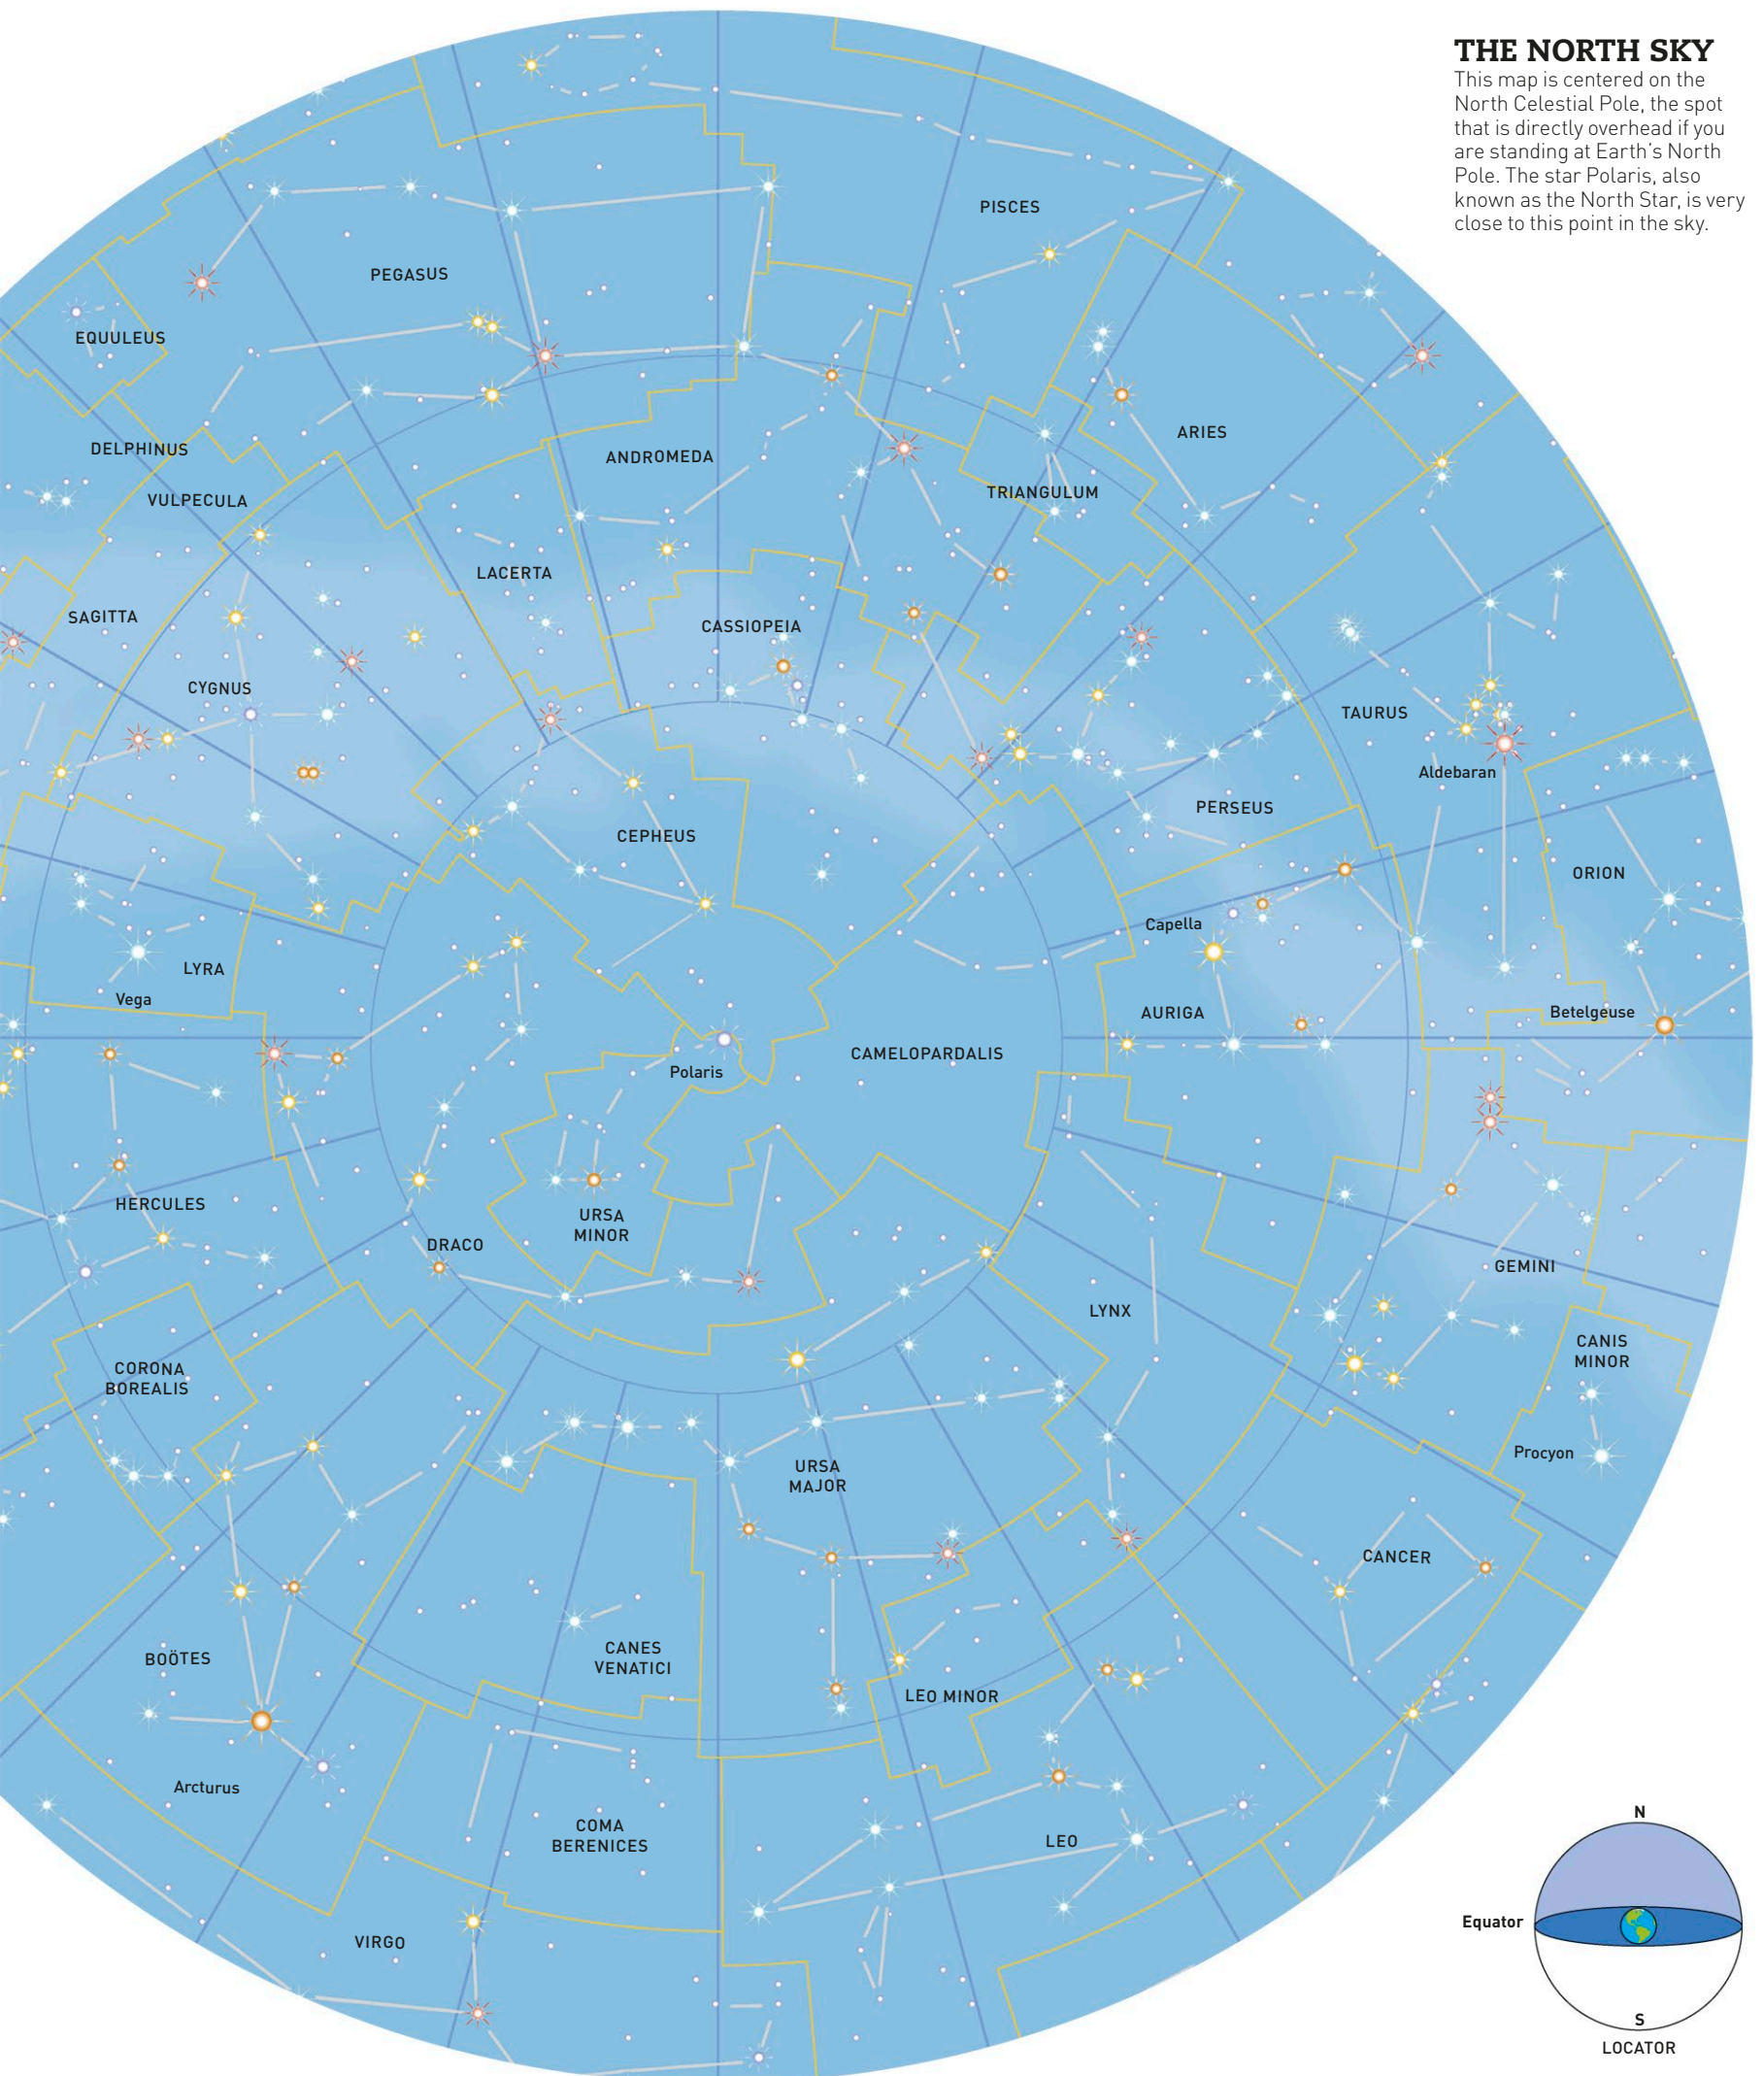 THE NORTH SKY
This map is centered on the
North Celestial Pole, the spot
that is directly overhead if you
are standing at Earth's North
Pole. The star Polaris, also
known as the North Star, is very
close to this point in the sky.
PISCES
PEGASUS
EQUULEUS
ARIES
DELPHINUS
ANDROMEDA
TRIANGULUM
VULPECULA
LACERTA
SAGITTA
CASSIOPEIA
CYGNUS
TAURUS
Aldebaran
PERSEUS
CEPHEUS
ORION
Capella
LYRA
Vega
AURIGA
Betelgeuse
CAMELOPARDALIS
Polaris
HERCULES
URSA
MINOR
DRACO
GEMINI
LYNX
CANIS
MINOR
CORONA
BOREALIS
Procyon
URSA
MAJOR
CANCER
BOÖTES
CANES
VENATICI
LEO MINOR
Arcturus
COMA
BERENICES
LEO
VIRGO
N
Equator
S
LOCATOR